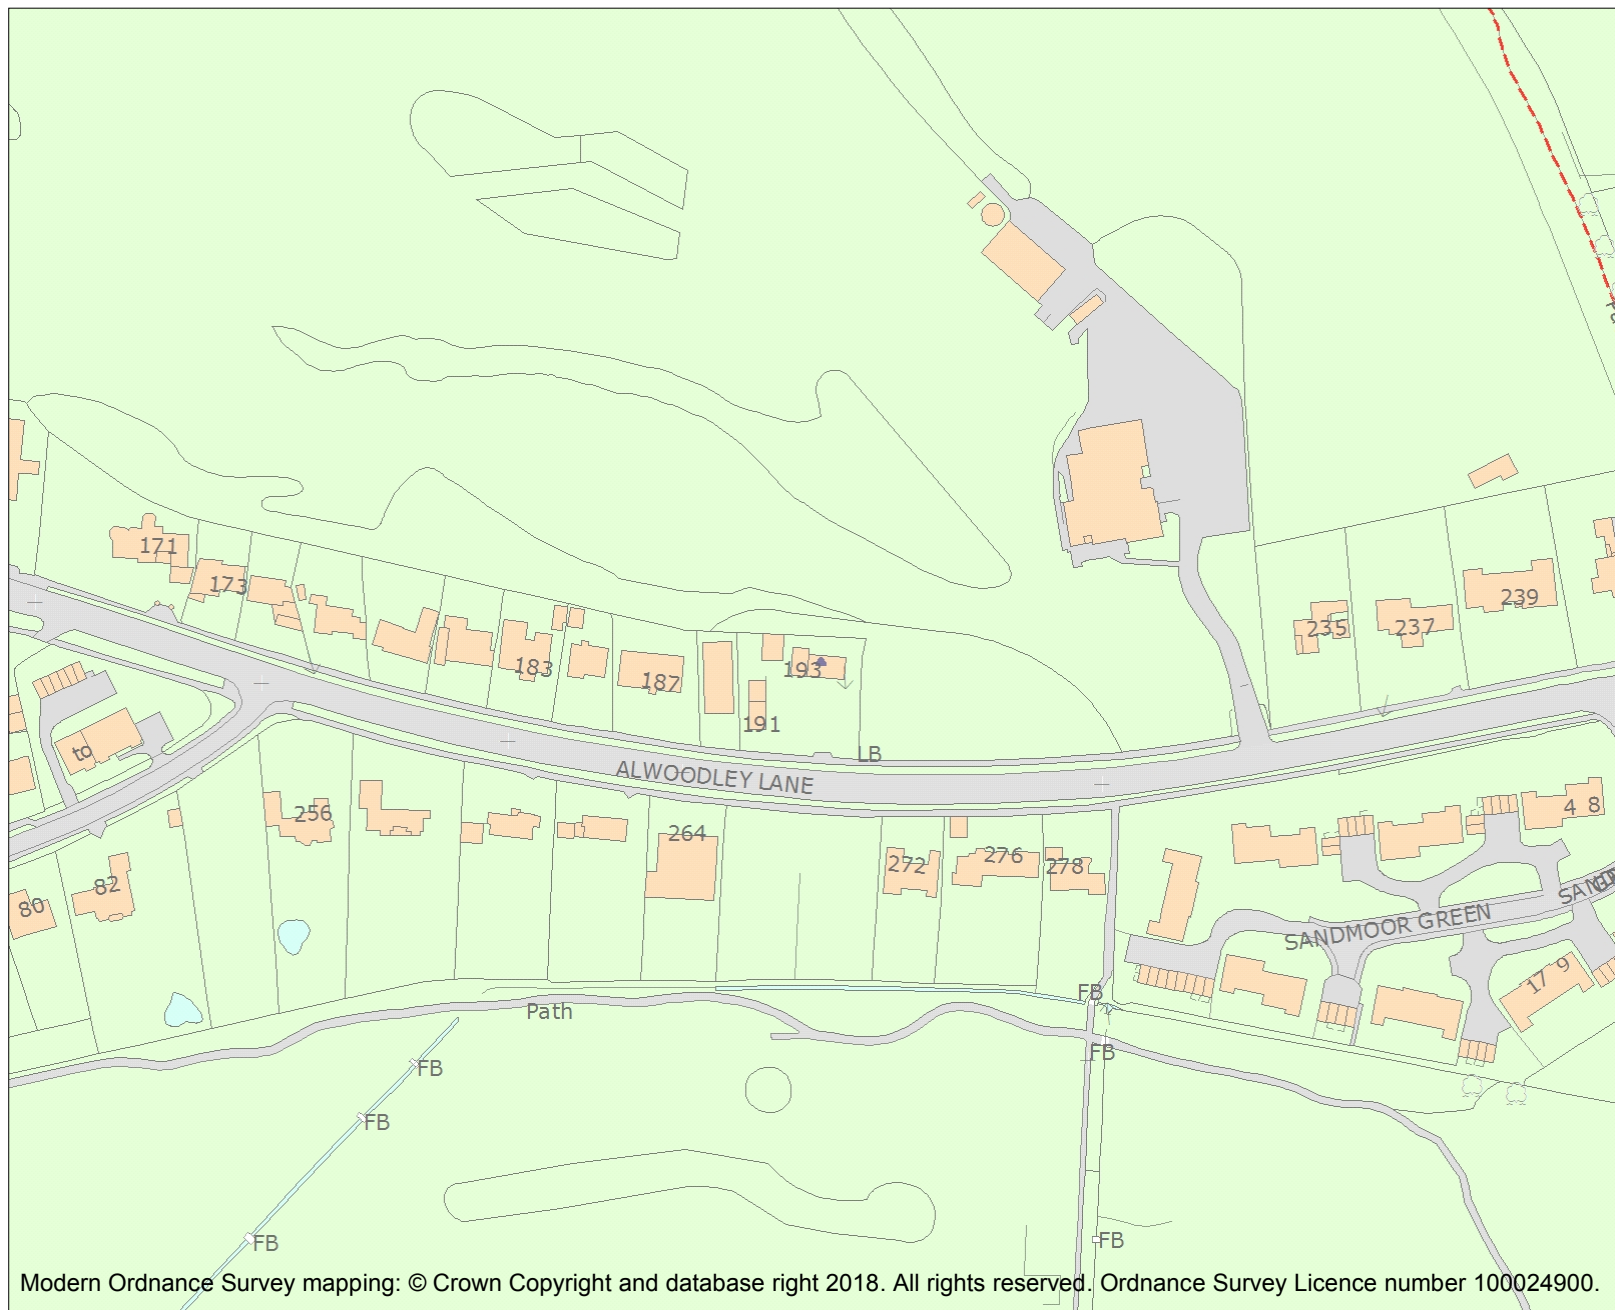 171
173
239
235
237
183
187
193
191
to
LB
ALWOODLEY LANE
256
264
4 8
272
276
278
82
80
SANDMOOR GREEN
17 9
FB
Path
FB
FB
FB
FB
FB
Modern Ordnance Survey mapping: © Crown Copyright and database right 2018. All rights reserved. Ordnance Survey Licence number 100024900.